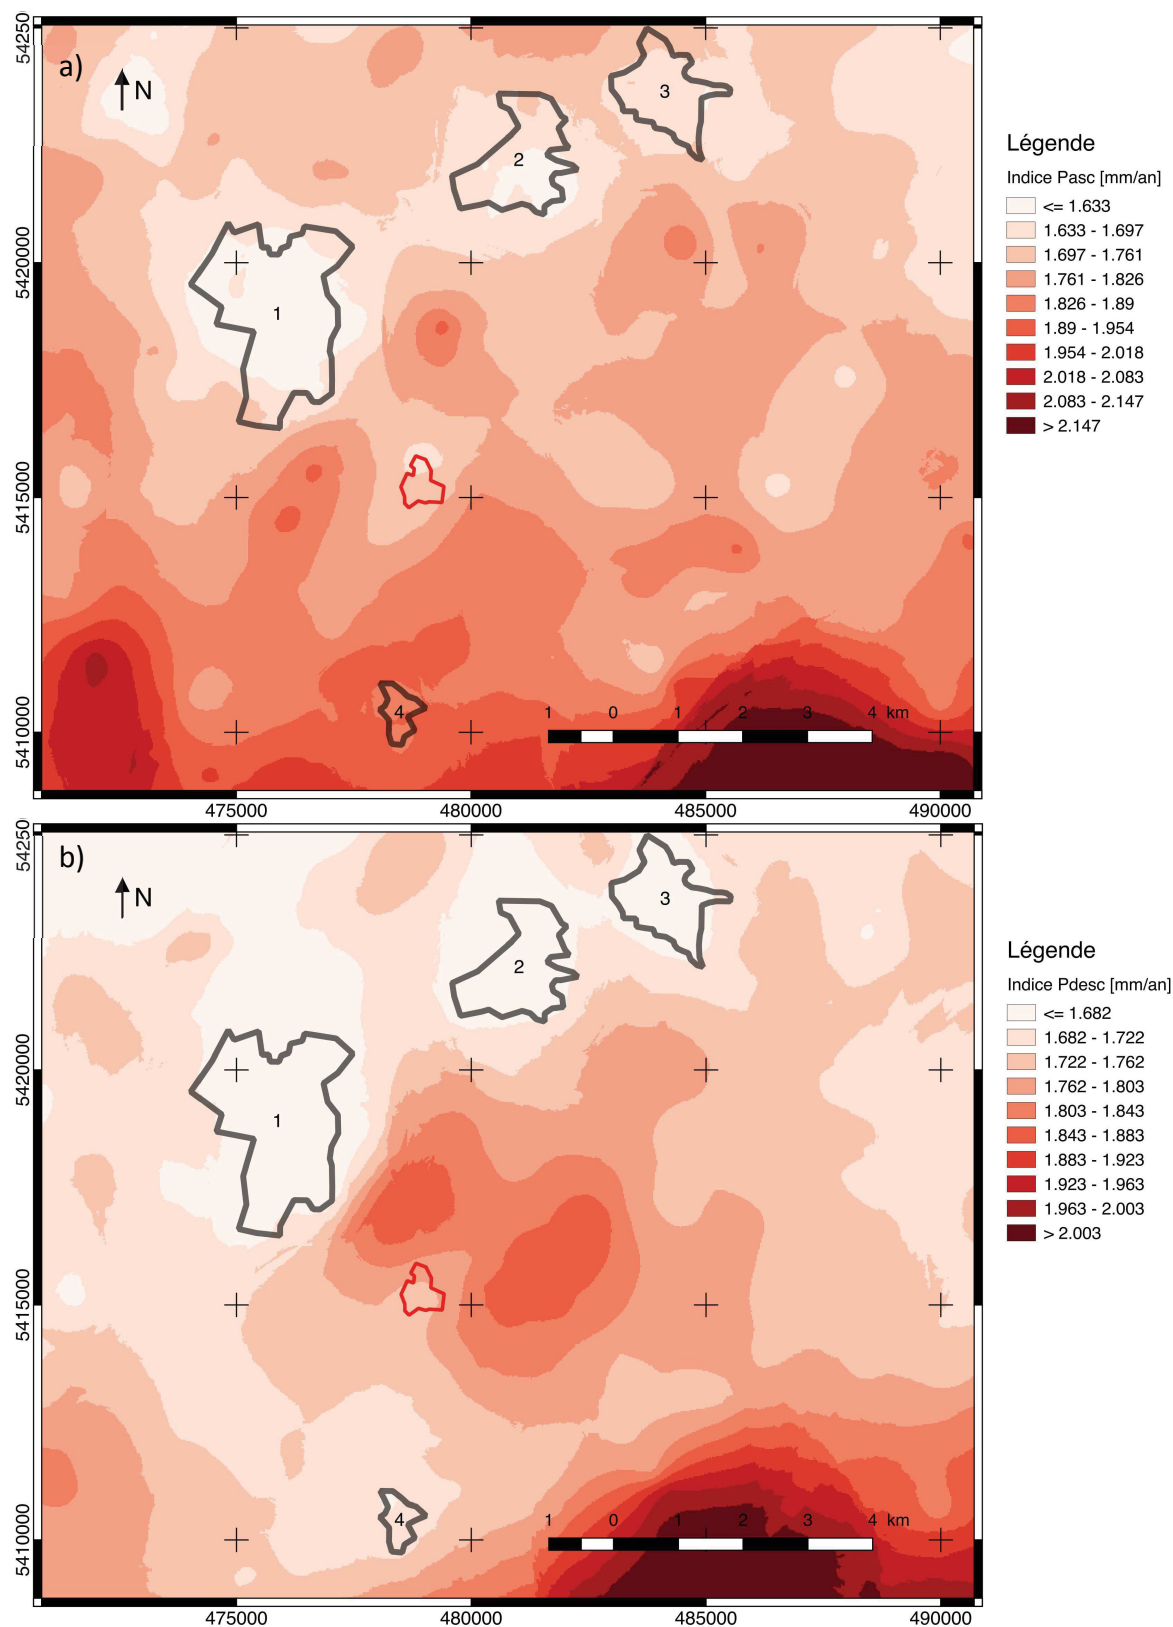 a)
N
54250
5420000
5415000
5410000
1
2
3
4
1 0 1 2 3 4 km
475000 480000 485000 490000
Légende
Indice Pasc [mm/an]
<= 1.633
1.633 - 1.697
1.697 - 1.761
1.761 - 1.826
1.826 - 1.89
1.89 - 1.954
1.954 - 2.018
2.018 - 2.083
2.083 - 2.147
> 2.147
b)
N
54250
5420000
5415000
5410000
1
2
3
4
1 0 1 2 3 4 km
475000 480000 485000 490000
Légende
Indice Pdesc [mm/an]
<= 1.682
1.682 - 1.722
1.722 - 1.762
1.762 - 1.803
1.803 - 1.843
1.843 - 1.883
1.883 - 1.923
1.923 - 1.963
1.963 - 2.003
> 2.003